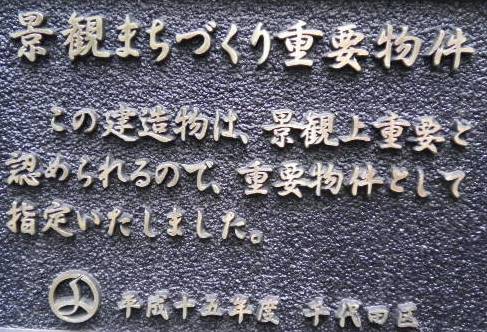 景観まちづくり重要物件
この建造物は、景観上重要と
認められるので、重要物件として
指定いたしました。
平成十五年度 千代田区